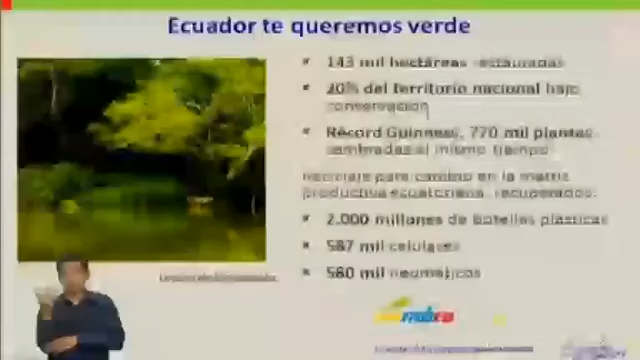 Ecuador te queremos verde
143 mil hectáreas restauradas
20% del territorio nacional bajo
conservación
Récord Guinness, 770 mil plantas
sembradas al mismo tiempo
Reciclaje para cambio en la matriz
productiva ecuatoriana, recuperados:
2.000 millones de botellas plásticas
587 mil celulares
580 mil neumáticos